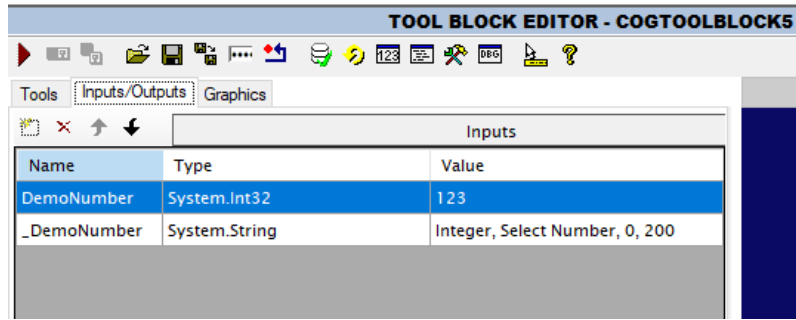 TOOL BLOCK EDITOR - COGTOOLBLOCK5
123 DBG ?
Tools Inputs/Outputs Graphics
Inputs
Name Type Value
DemoNumber System.Int32 123
_DemoNumber System.String Integer, Select Number, 0, 200